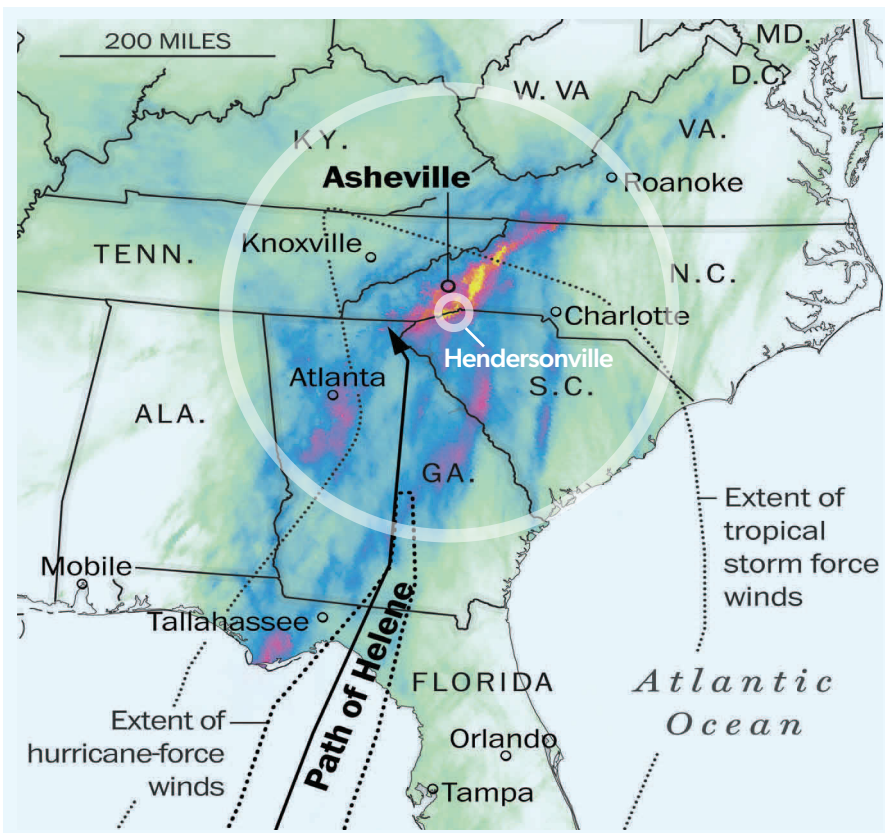 200 MILES
MD.
D.C.
W. VA
VA.
KY.
Asheville
Roanoke
Knoxville
TENN.
N.C.
Charlotte
Hendersonville
Atlanta
S.C.
ALA.
GA.
Extent of
tropical
storm force
winds
Mobile
Tallahassee
Path of Helene
FLORIDA
Atlantic
Ocean
Extent of
hurricane-force
winds
Orlando
Tampa
)